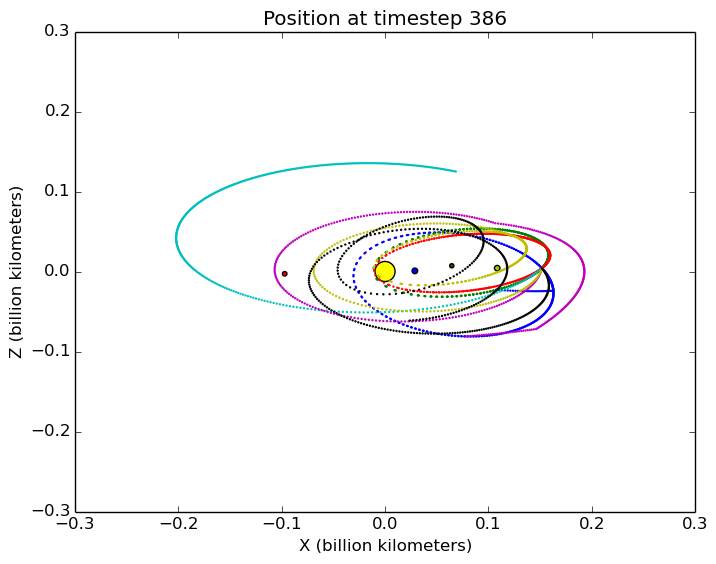 Position at timestep 386
0.3
0.2
0.1
0.0
−0.1
−0.2
−0.3
Z (billion kilometers)
−0.3 −0.2 −0.1 0.0 0.1 0.2 0.3
X (billion kilometers)